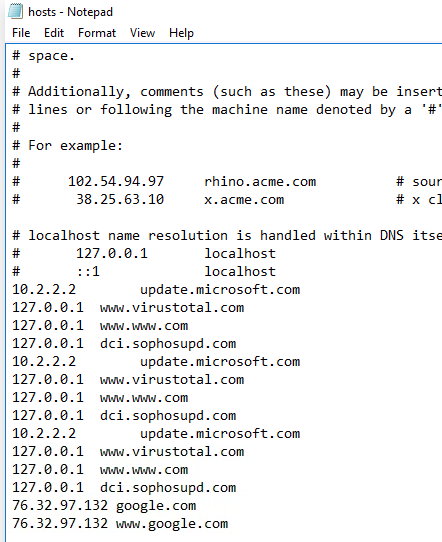 hosts - Notepad
File Edit Format View Help
# space.
#
# Additionally, comments (such as these) may be insert
# lines or following the machine name denoted by a '#'
#
# For example:
#
# 102.54.94.97 rhino.acme.com # sour
# 38.25.63.10 x.acme.com # x cl
# localhost name resolution is handled within DNS itse
# 127.0.0.1 localhost
# ::1 localhost
10.2.2.2 update.microsoft.com
127.0.0.1 www.virustotal.com
127.0.0.1 www.www.com
127.0.0.1 dci.sophosupd.com
10.2.2.2 update.microsoft.com
127.0.0.1 www.virustotal.com
127.0.0.1 www.www.com
127.0.0.1 dci.sophosupd.com
10.2.2.2 update.microsoft.com
127.0.0.1 www.virustotal.com
127.0.0.1 www.www.com
127.0.0.1 dci.sophosupd.com
76.32.97.132 google.com
76.32.97.132 www.google.com